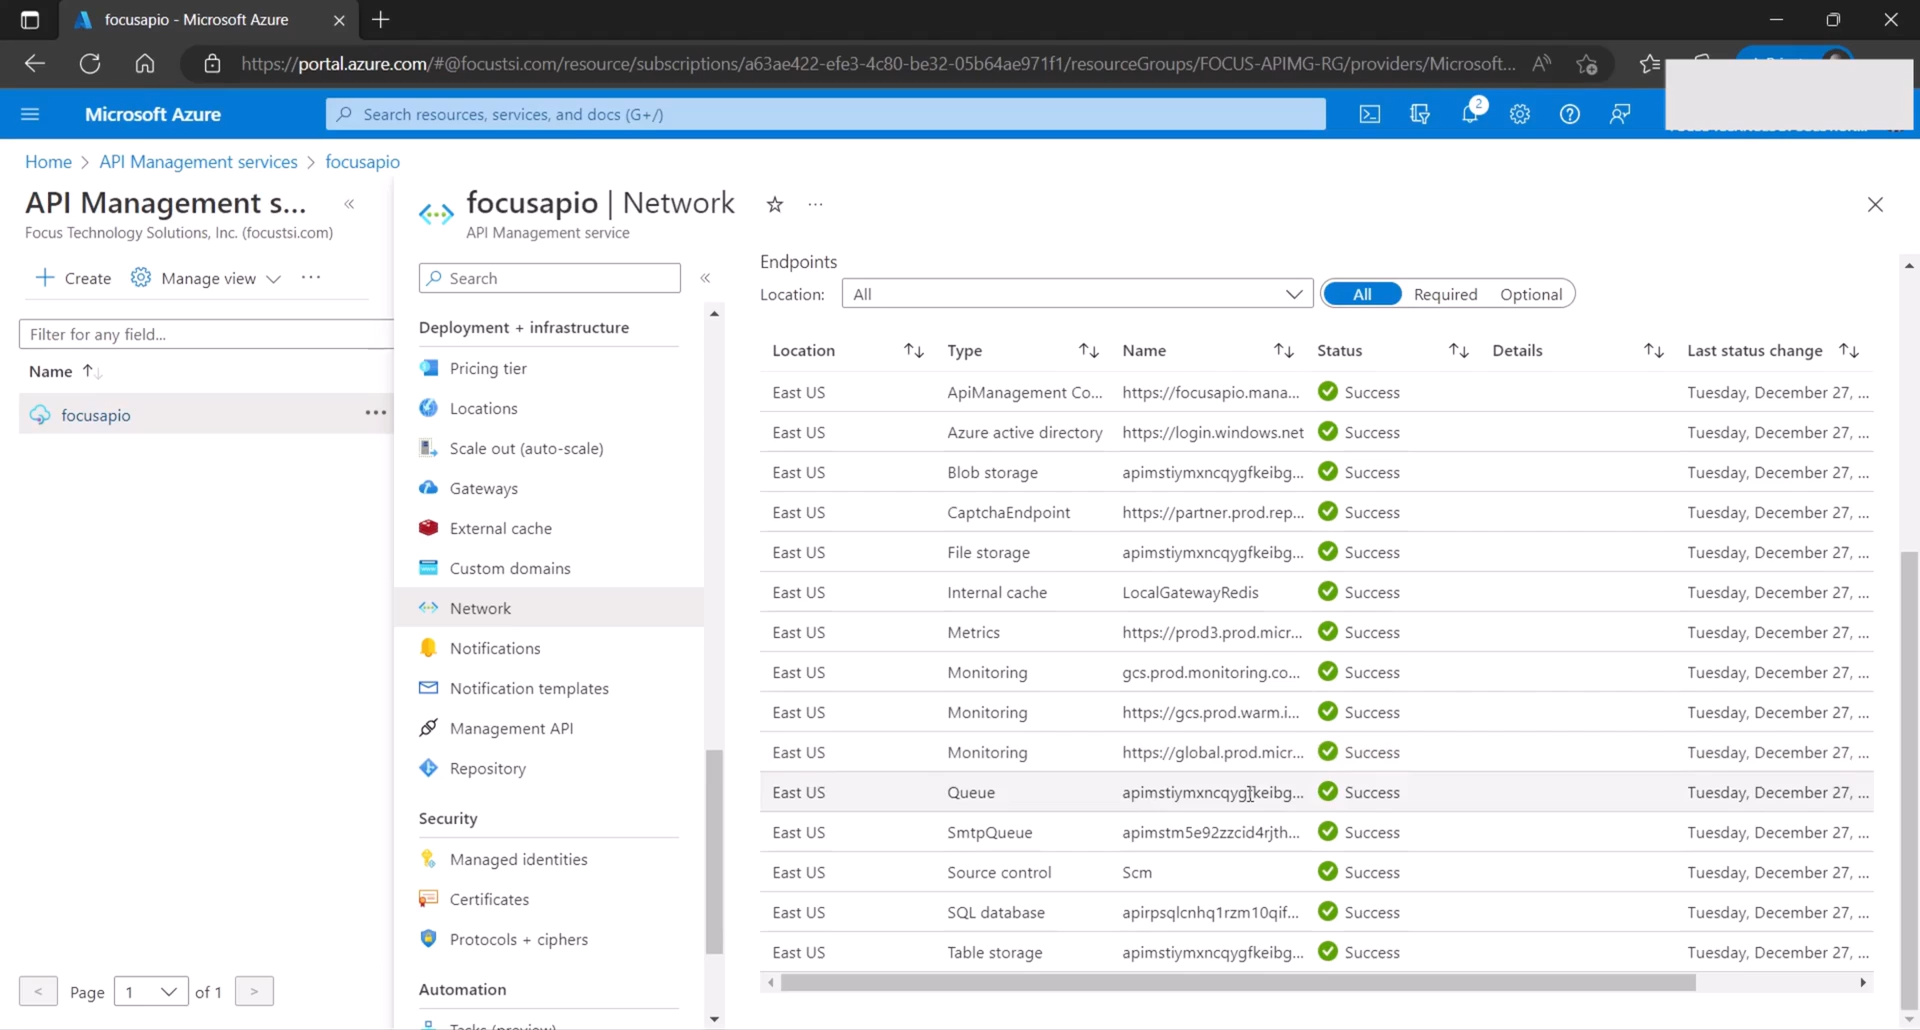 focusapio - Microsoft Azure
https://portal.azure.com/#@focustsi.com/resource/subscriptions/a63ae422-efe3-4c80-be32-05b64ae971f1/resourceGroups/FOCUS-APIMG-RG/providers/Microsoft...
Microsoft Azure
Search resources, services, and docs (G+/)
2
Home > API Management services > focusapio
API Management s...
Focus Technology Solutions, Inc. (focustsi.com)
Create
Manage view
Filter for any field...
Name
focusapio
< Page 1 of 1 >
focusapio | Network
API Management service
Search
Deployment + infrastructure
Pricing tier
Locations
Scale out (auto-scale)
Gateways
External cache
Custom domains
Network
Notifications
Notification templates
Management API
Repository
Security
Managed identities
Certificates
Protocols + ciphers
Automation
Tasks (preview)
Endpoints
Location: All All Required Optional
Location Type Name Status Details Last status change
East US ApiManagement Co... https://focusapio.mana... Success Tuesday, December 27, ...
East US Azure active directory https://login.windows.net Success Tuesday, December 27, ...
East US Blob storage apimstiymxncqygfkeibg... Success Tuesday, December 27, ...
East US CaptchaEndpoint https://partner.prod.rep... Success Tuesday, December 27, ...
East US File storage apimstiymxncqygfkeibg... Success Tuesday, December 27, ...
East US Internal cache LocalGatewayRedis Success Tuesday, December 27, ...
East US Metrics https://prod3.prod.micr... Success Tuesday, December 27, ...
East US Monitoring gcs.prod.monitoring.co... Success Tuesday, December 27, ...
East US Monitoring https://gcs.prod.warm.i... Success Tuesday, December 27, ...
East US Monitoring https://global.prod.micr... Success Tuesday, December 27, ...
East US Queue apimstiymxncqygfkeibg... Success Tuesday, December 27, ...
East US SmtpQueue apimstm5e92zzcid4rjth... Success Tuesday, December 27, ...
East US Source control Scm Success Tuesday, December 27, ...
East US SQL database apirpsqlcnhq1rzm10qif... Success Tuesday, December 27, ...
East US Table storage apimstiymxncqygfkeibg... Success Tuesday, December 27, ...